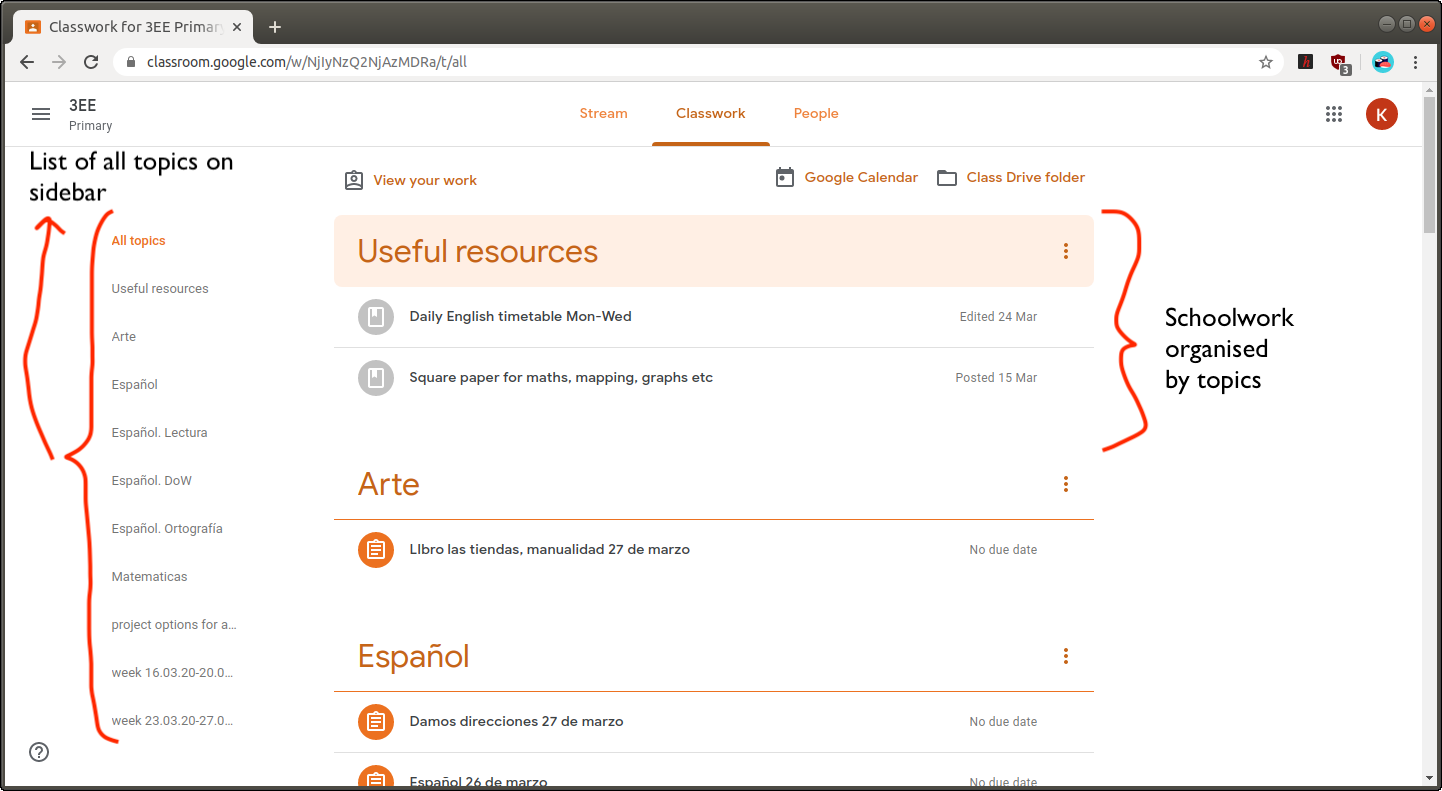 Classwork for 3EE Primary
classroom.google.com/w/NjIyNzQ2NjAzMDRa/t/all
3
3EE
Primary
Stream
Classwork
People
K
List of all topics on
sidebar
View your work
Google Calendar
Class Drive folder
All topics
Useful resources
Arte
Español
Español. Lectura
Español. DoW
Español. Ortografía
Matematicas
project options for a...
week 16.03.20-20.0...
week 23.03.20-27.0...
Useful resources
Daily English timetable Mon-Wed
Edited 24 Mar
Square paper for maths, mapping, graphs etc
Posted 15 Mar
Arte
LIbro las tiendas, manualidad 27 de marzo
No due date
Español
Damos direcciones 27 de marzo
No due date
Español 26 de marzo
No due date
Schoolwork
organised
by topics